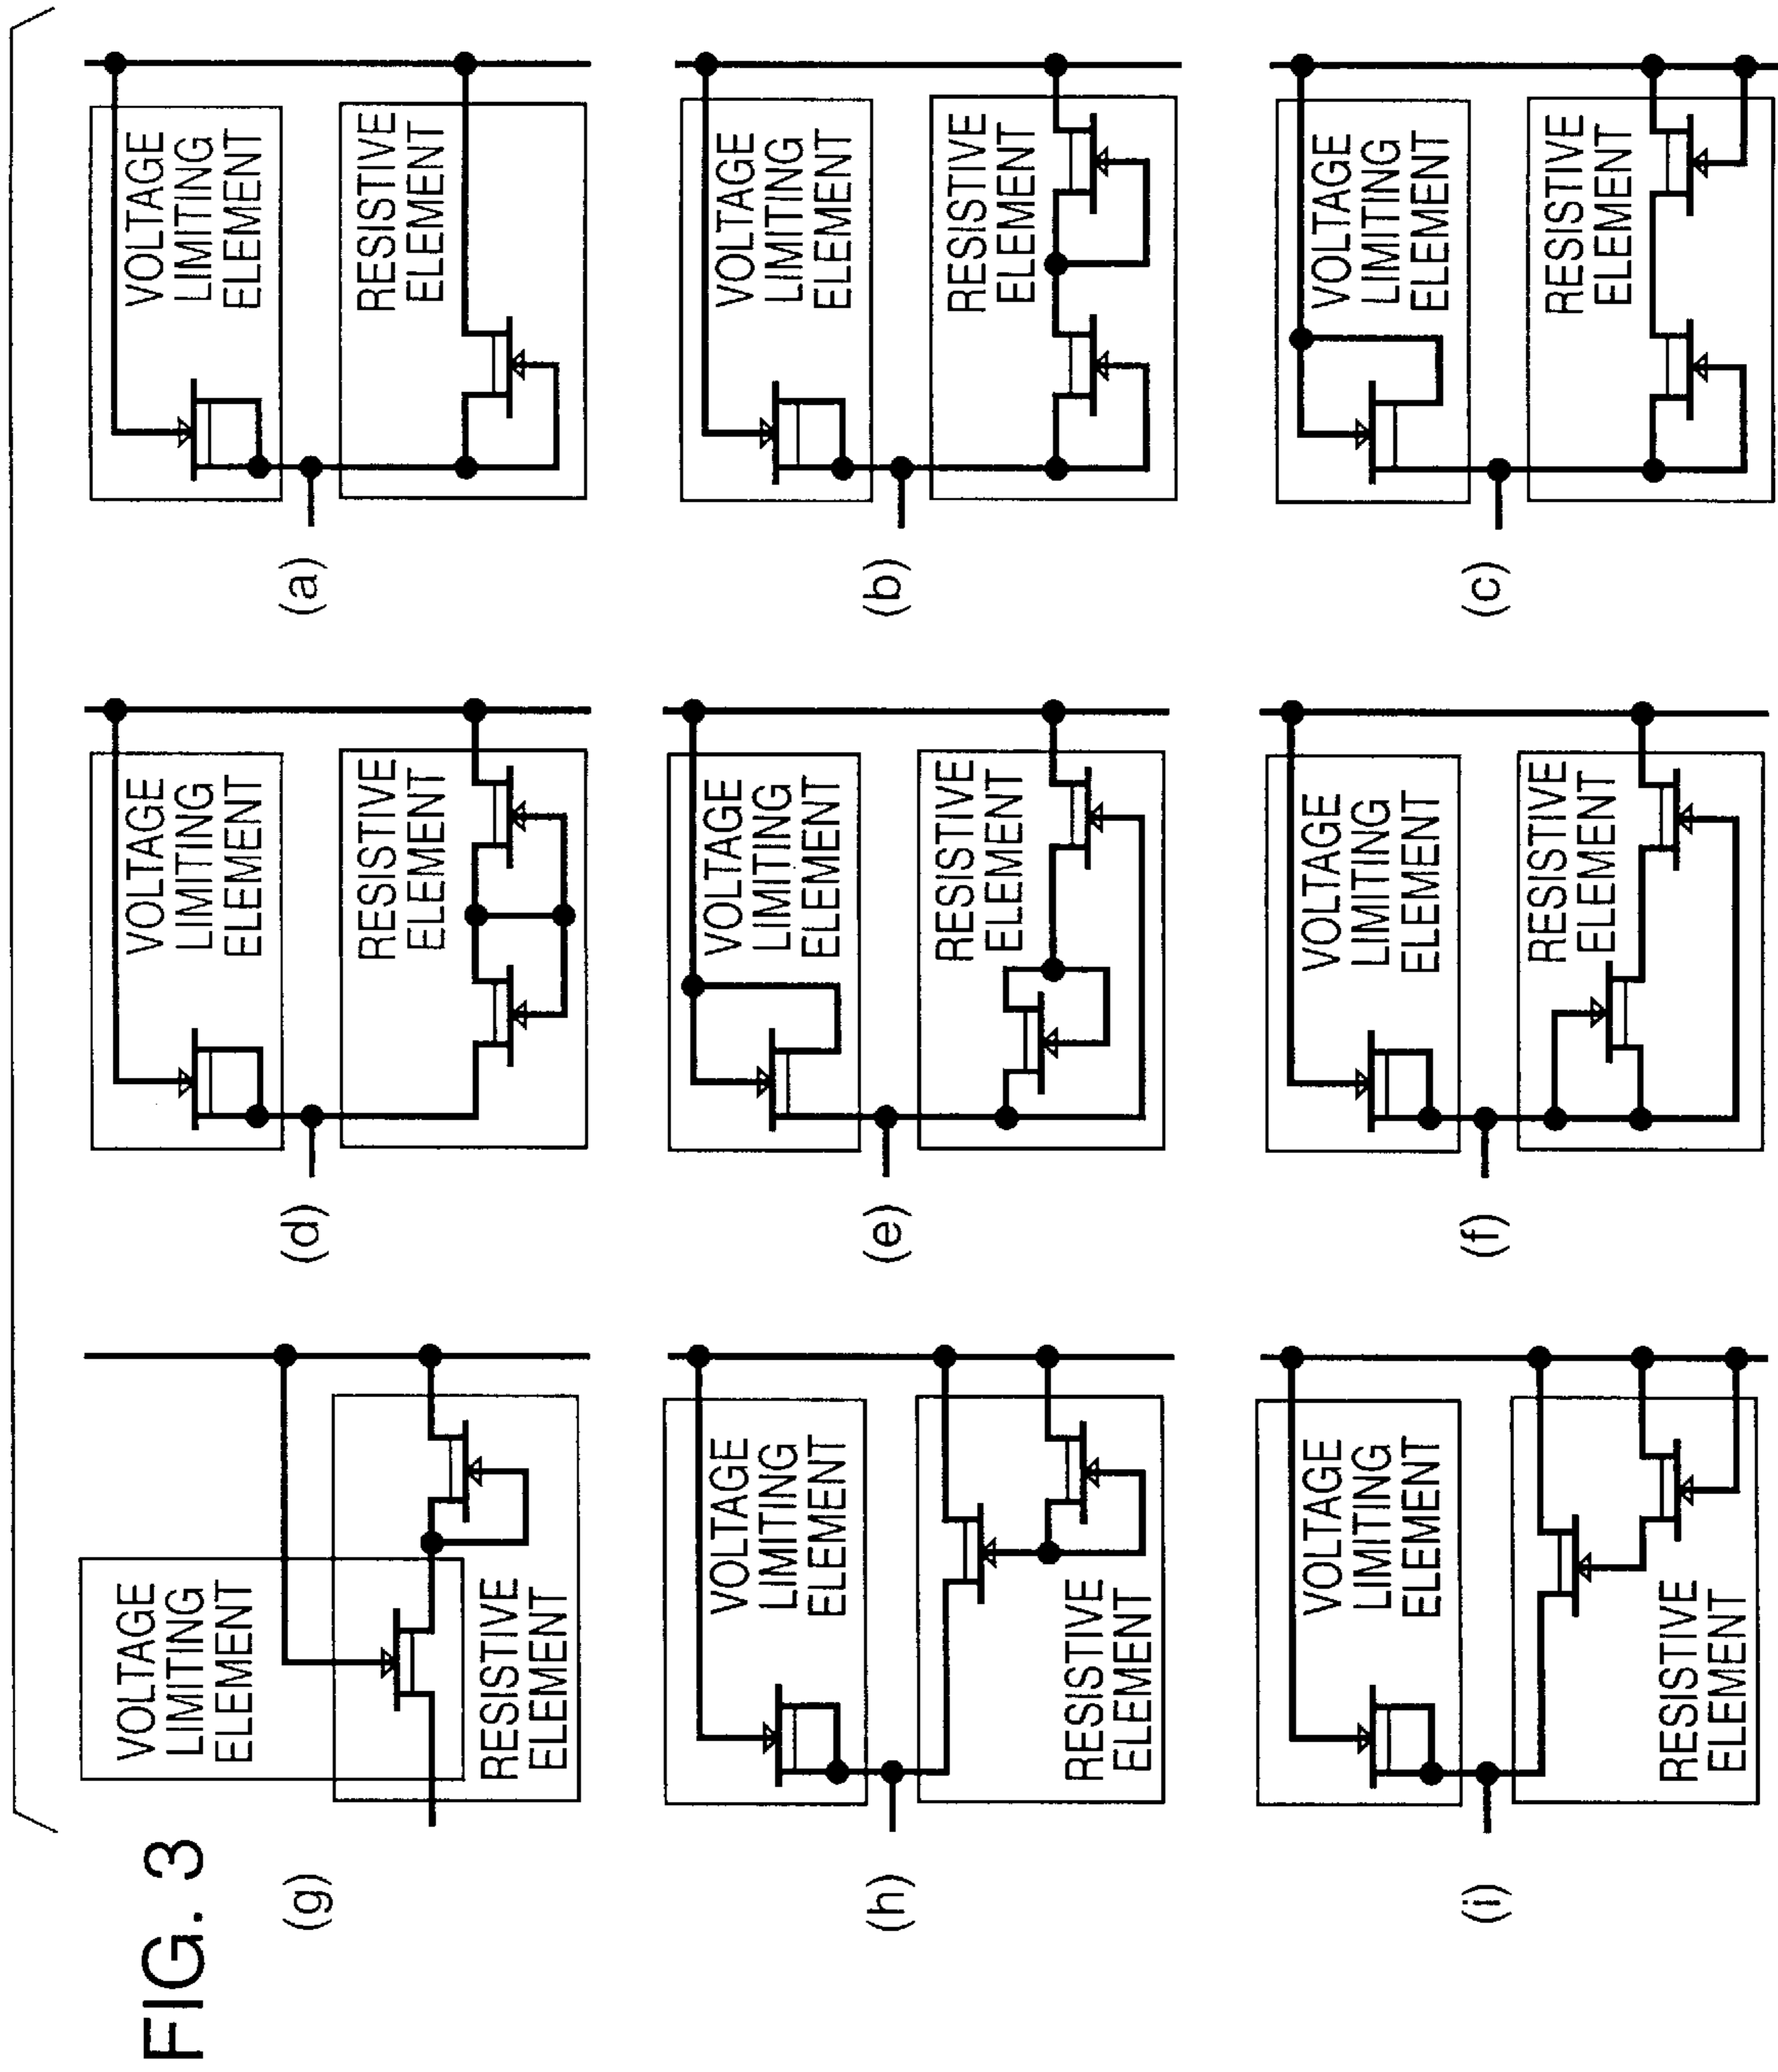 FIG. 3
(a)
VOLTAGE
LIMITING
ELEMENT
RESISTIVE
ELEMENT
(b)
VOLTAGE
LIMITING
ELEMENT
RESISTIVE
ELEMENT
(c)
VOLTAGE
LIMITING
ELEMENT
RESISTIVE
ELEMENT
(d)
VOLTAGE
LIMITING
ELEMENT
RESISTIVE
ELEMENT
(e)
VOLTAGE
LIMITING
ELEMENT
RESISTIVE
ELEMENT
(f)
VOLTAGE
LIMITING
ELEMENT
RESISTIVE
ELEMENT
(g)
VOLTAGE
LIMITING
ELEMENT
RESISTIVE
ELEMENT
(h)
VOLTAGE
LIMITING
ELEMENT
RESISTIVE
ELEMENT
(i)
VOLTAGE
LIMITING
ELEMENT
RESISTIVE
ELEMENT